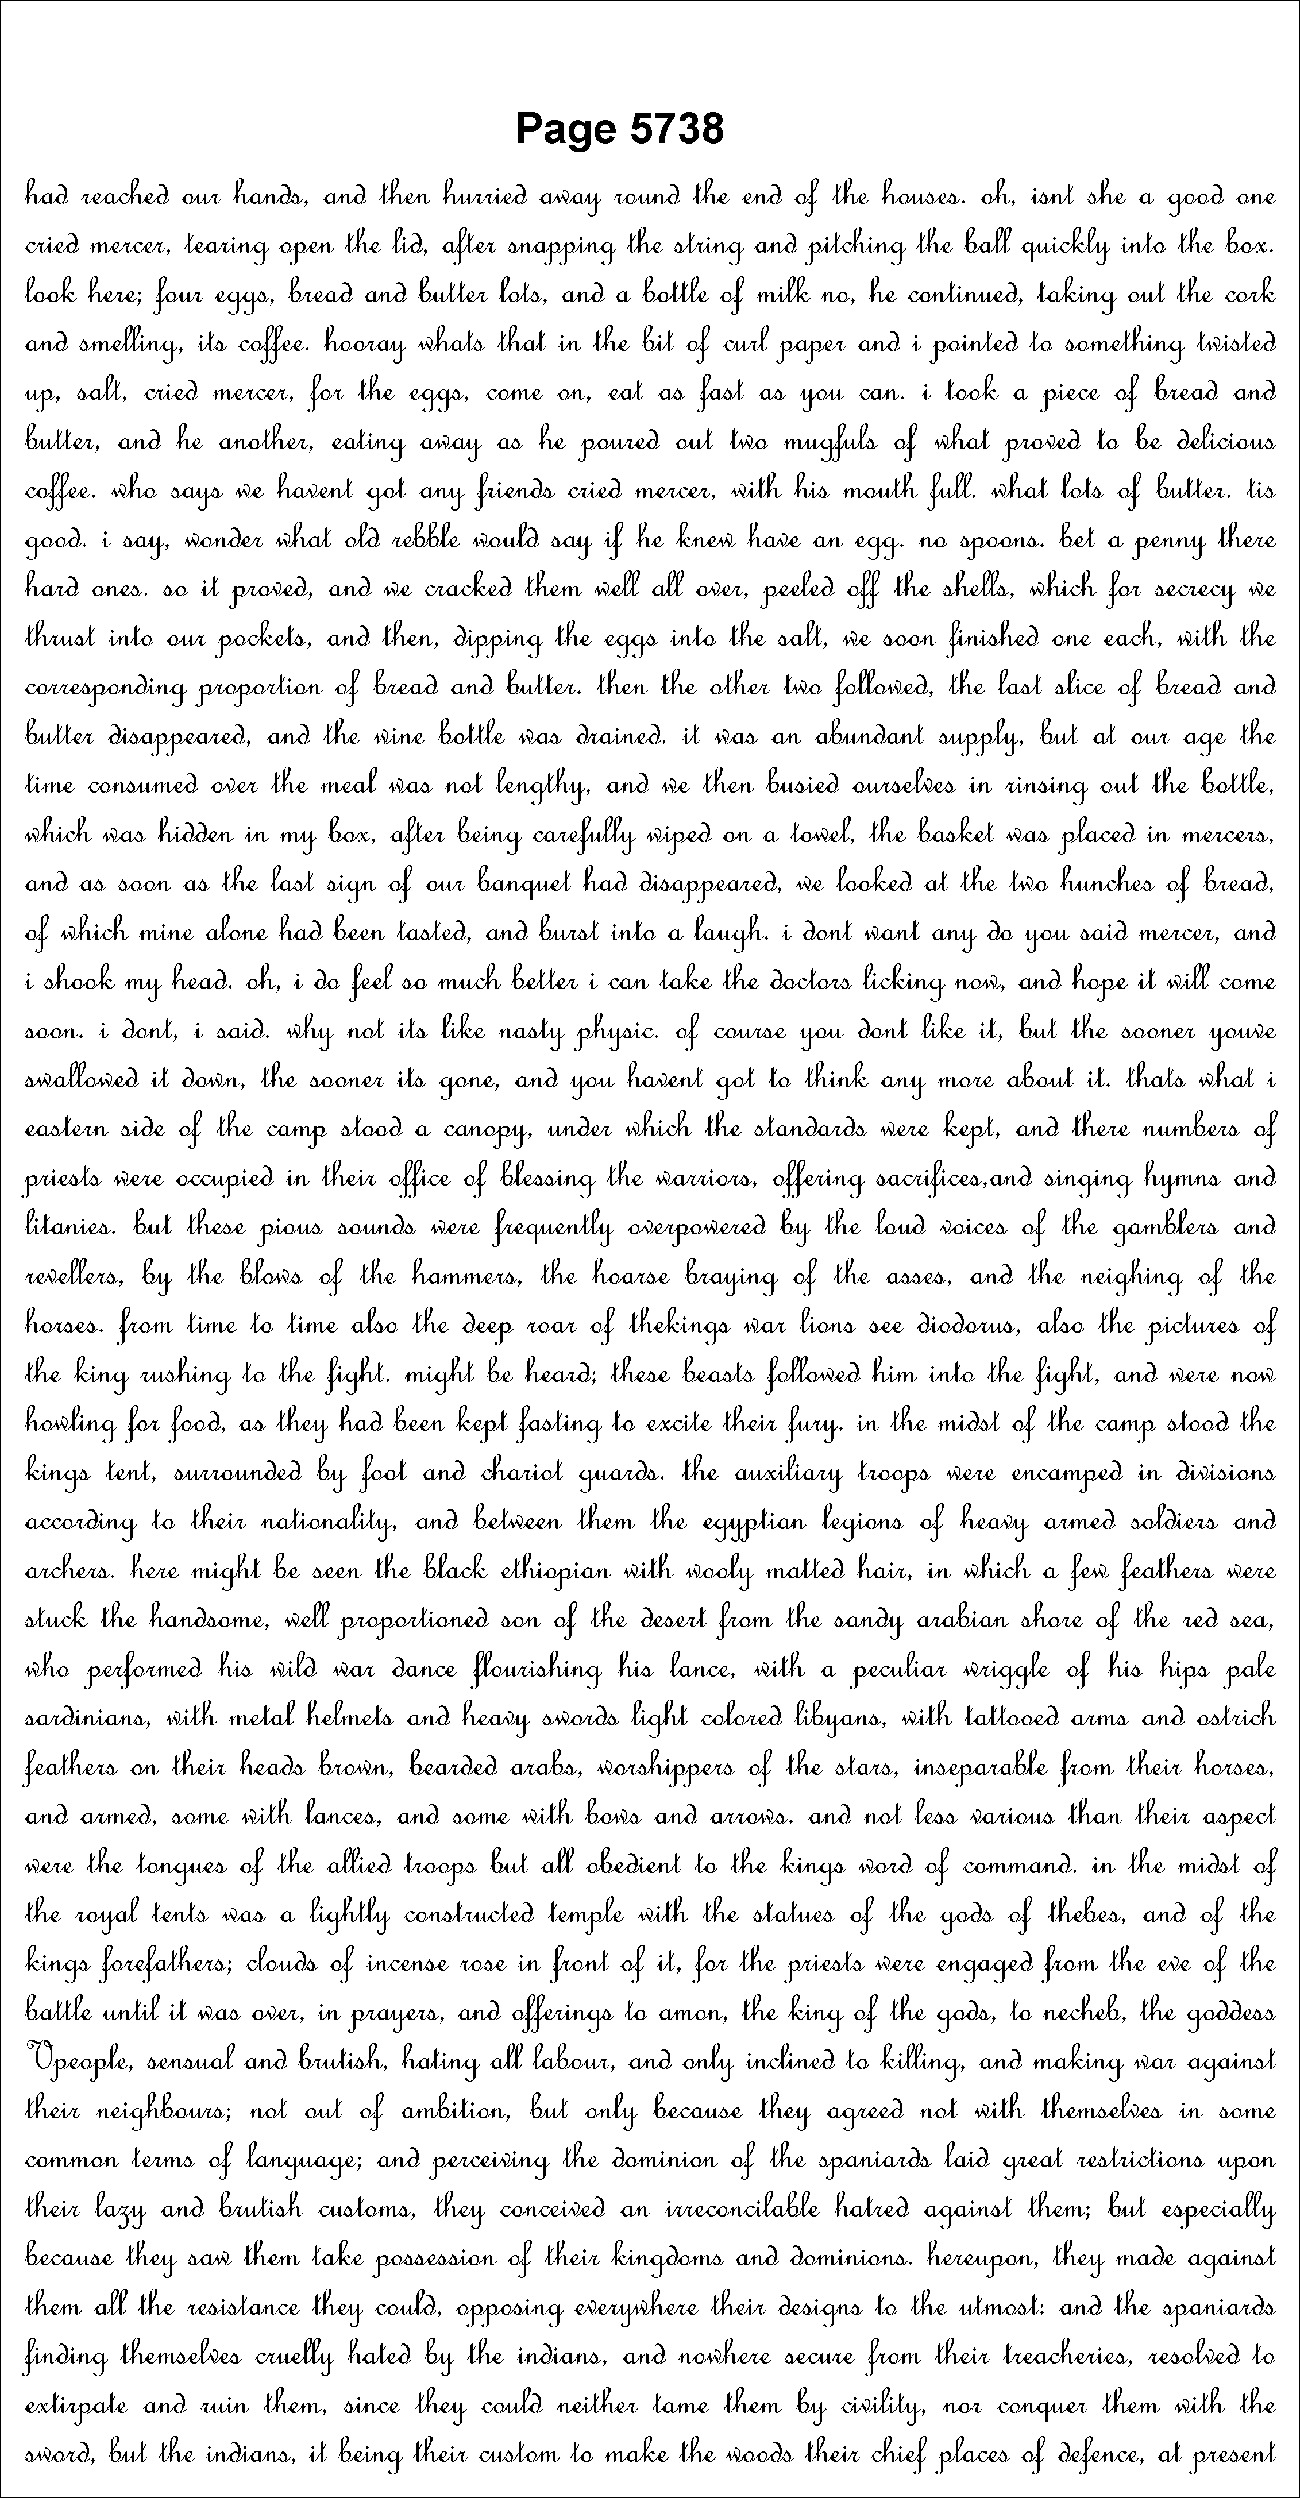 Page 5738
had reached our hands, and then hurried away round the end of the houses. oh, isnt she a good one
cried mercer, tearing open the lid, after snapping the string and pitching the ball quickly into the box.
look here; four eggs, bread and butter lots, and a bottle of milk no, he continued, taking out the cork
and smelling, its coffee. hooray whats that in the bit of curl paper and i pointed to something twisted
up, salt, cried mercer, for the eggs, come on, eat as fast as you can. i took a piece of bread and
butter, and he another, eating away as he poured out two mugfuls of what proved to be delicious
coffee. who says we havent got any friends cried mercer, with his mouth full. what lots of butter. tis
good. i say, wonder what old rebble would say if he knew have an egg. no spoons. bet a penny there
hard ones. so it proved, and we cracked them well all over, peeled off the shells, which for secrecy we
thrust into our pockets, and then, dipping the eggs into the salt, we soon finished one each, with the
corresponding proportion of bread and butter. then the other two followed, the last slice of bread and
butter disappeared, and the wine bottle was drained. it was an abundant supply, but at our age the
time consumed over the meal was not lengthy, and we then busied ourselves in rinsing out the bottle,
which was hidden in my box, after being carefully wiped on a towel, the basket was placed in mercers,
and as soon as the last sign of our banquet had disappeared, we looked at the two hunches of bread,
of which mine alone had been tasted, and burst into a laugh. i dont want any do you said mercer, and
i shook my head. oh, i do feel so much better i can take the doctors licking now, and hope it will come
soon. i dont, i said. why not its like nasty physic. of course you dont like it, but the sooner youve
swallowed it down, the sooner its gone, and you havent got to think any more about it. thats what i
eastern side of the camp stood a canopy, under which the standards were kept, and there numbers of
priests were occupied in their office of blessing the warriors, offering sacrifices,and singing hymns and
litanies. but these pious sounds were frequently overpowered by the loud voices of the gamblers and
revellers, by the blows of the hammers, the hoarse braying of the asses, and the neighing of the
horses. from time to time also the deep roar of thekings war lions see diodorus, also the pictures of
the king rushing to the fight. might be heard; these beasts followed him into the fight, and were now
howling for food, as they had been kept fasting to excite their fury. in the midst of the camp stood the
kings tent, surrounded by foot and chariot guards. the auxiliary troops were encamped in divisions
according to their nationality, and between them the egyptian legions of heavy armed soldiers and
archers. here might be seen the black ethiopian with wooly matted hair, in which a few feathers were
stuck the handsome, well proportioned son of the desert from the sandy arabian shore of the red sea,
who performed his wild war dance flourishing his lance, with a peculiar wriggle of his hips pale
sardinians, with metal helmets and heavy swords light colored libyans, with tattooed arms and ostrich
feathers on their heads brown, bearded arabs, worshippers of the stars, inseparable from their horses,
and armed, some with lances, and some with bows and arrows. and not less various than their aspect
were the tongues of the allied troops but all obedient to the kings word of command. in the midst of
the royal tents was a lightly constructed temple with the statues of the gods of thebes, and of the
kings forefathers; clouds of incense rose in front of it, for the priests were engaged from the eve of the
battle until it was over, in prayers, and offerings to amon, the king of the gods, to necheb, the goddess
Vpeople, sensual and brutish, hating all labour, and only inclined to killing, and making war against
their neighbours; not out of ambition, but only because they agreed not with themselves in some
common terms of language; and perceiving the dominion of the spaniards laid great restrictions upon
their lazy and brutish customs, they conceived an irreconcilable hatred against them; but especially
because they saw them take possession of their kingdoms and dominions. hereupon, they made against
them all the resistance they could, opposing everywhere their designs to the utmost: and the spaniards
finding themselves cruelly hated by the indians, and nowhere secure from their treacheries, resolved to
extirpate and ruin them, since they could neither tame them by civility, nor conquer them with the
sword, but the indians, it being their custom to make the woods their chief places of defence, at present